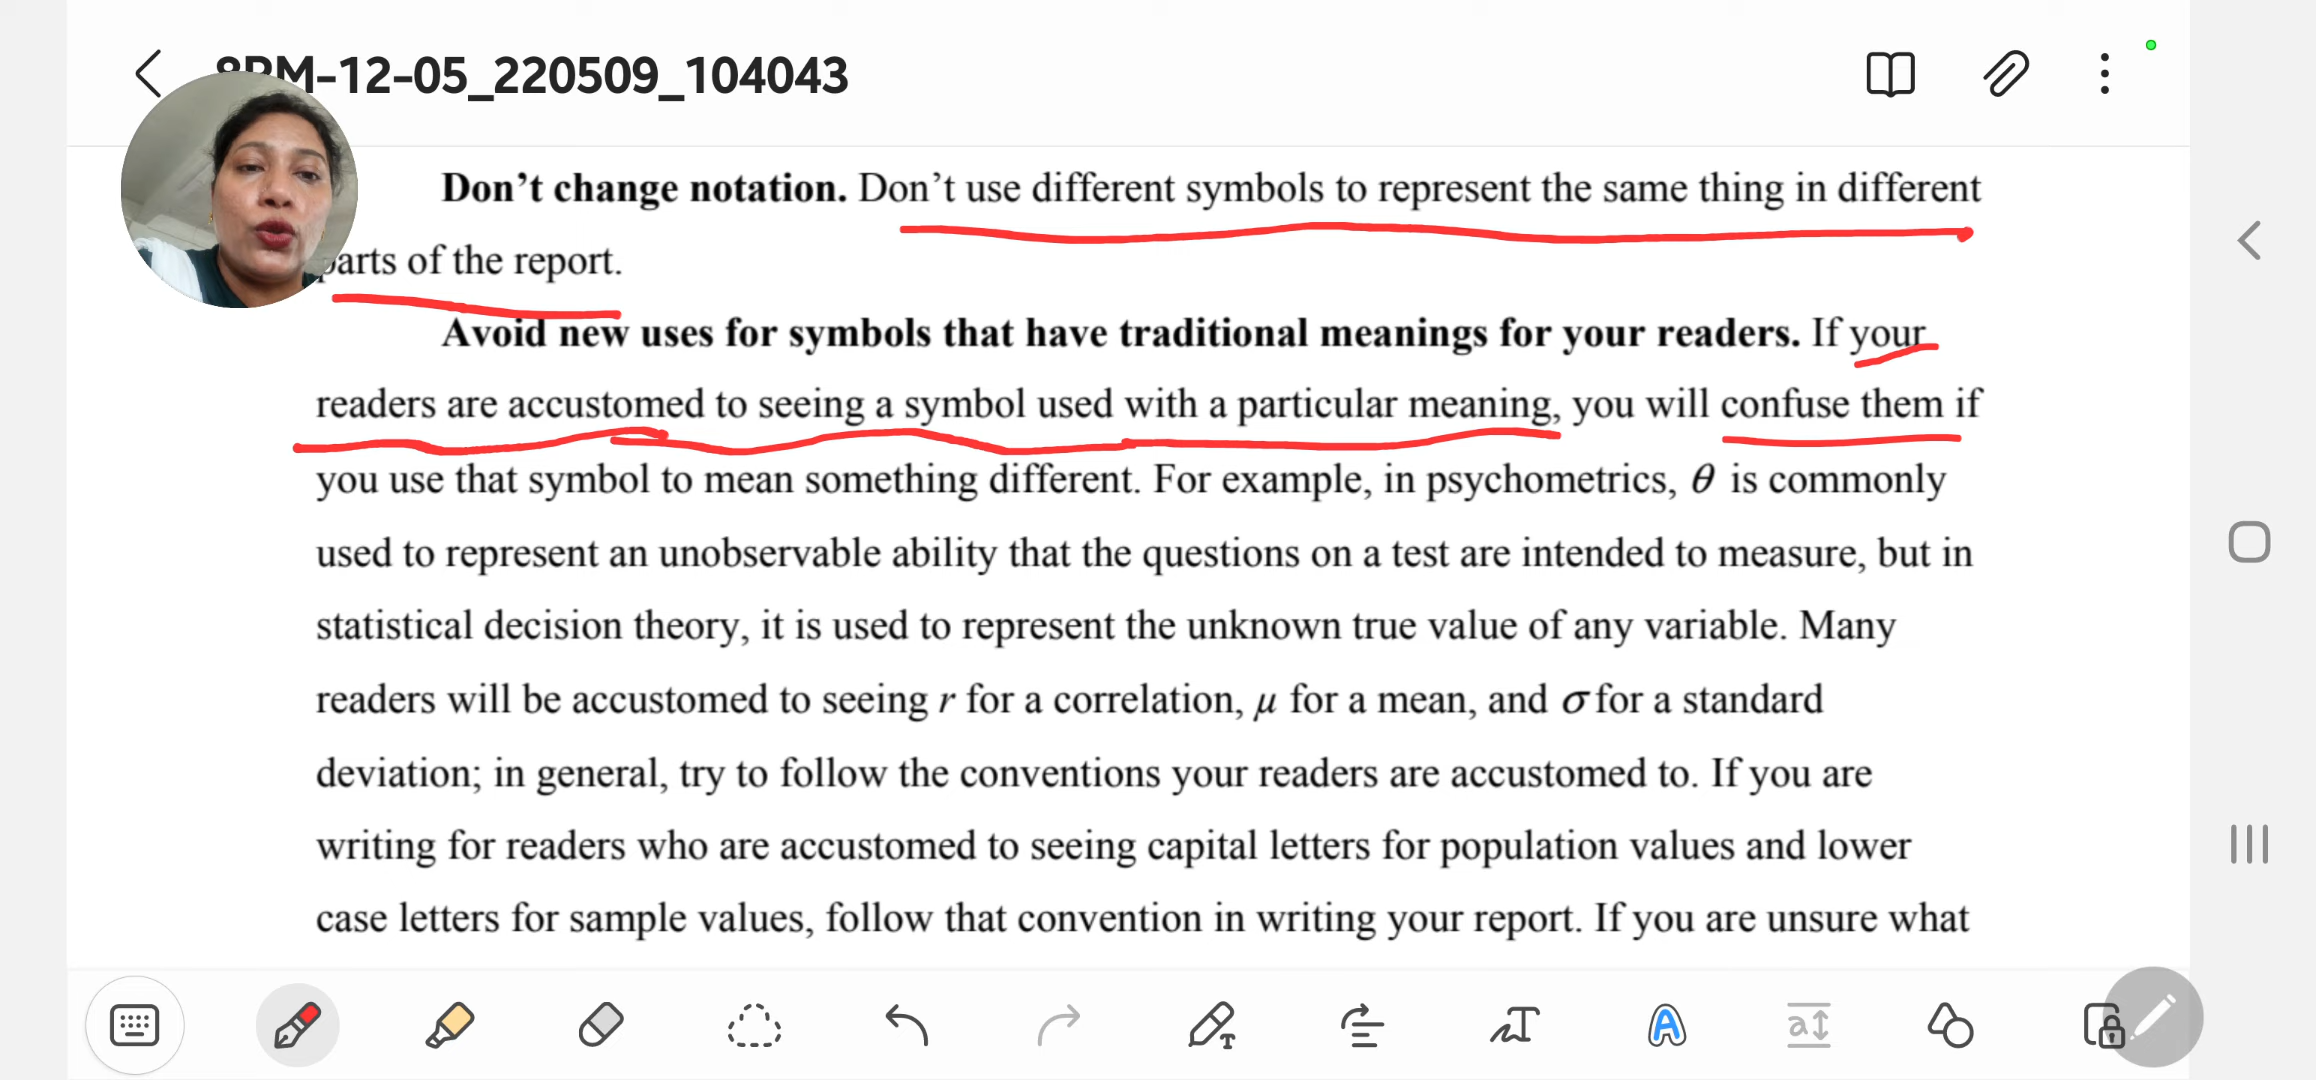 8PM-12-05_220509_104043
Don't change notation. Don't use different symbols to represent the same thing in different
parts of the report.
Avoid new uses for symbols that have traditional meanings for your readers. If your
readers are accustomed to seeing a symbol used with a particular meaning, you will confuse them if
you use that symbol to mean something different. For example, in psychometrics, θ is commonly
used to represent an unobservable ability that the questions on a test are intended to measure, but in
statistical decision theory, it is used to represent the unknown true value of any variable. Many
readers will be accustomed to seeing r for a correlation, μ for a mean, and σ for a standard
deviation; in general, try to follow the conventions your readers are accustomed to. If you are
writing for readers who are accustomed to seeing capital letters for population values and lower
case letters for sample values, follow that convention in writing your report. If you are unsure what